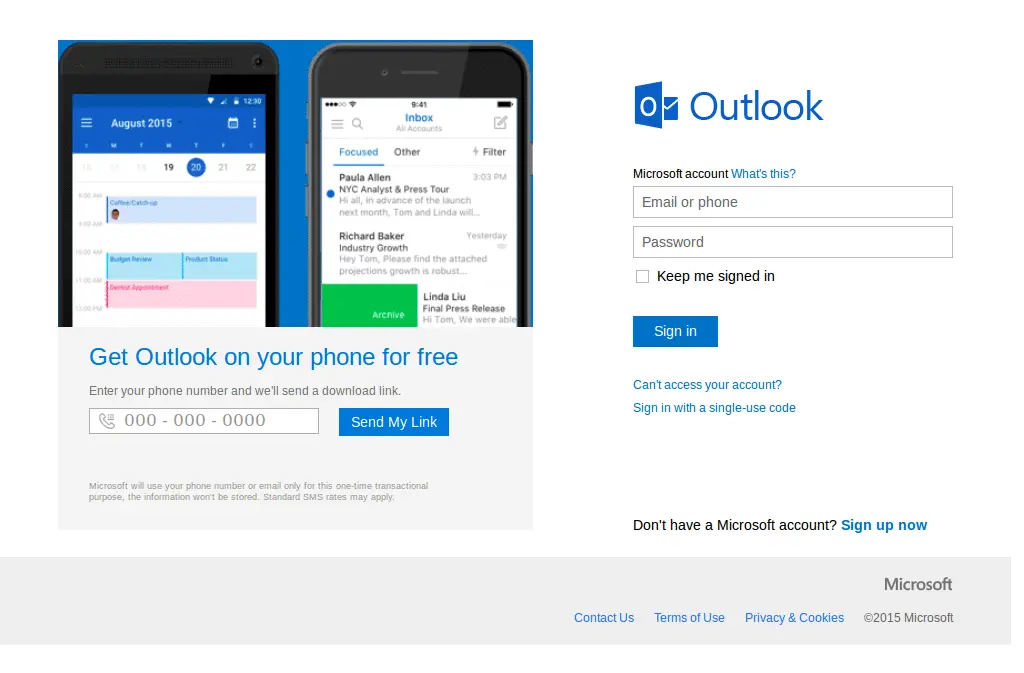 12:30
August 2015
S M T W T F S
16 17 18 19 20 21 22
Coffee/Catch-up
Budget Review
Product Status
11:00 AM
Dentist Appointment
12:00 PM
9:41
Inbox
All Accounts
Focused
Other
Filter
Paula Allen
3:03 PM
NYC Analyst & Press Tour
Hi all, in advance of the launch
next month, Tom and Linda will...
Richard Baker
Yesterday
Industry Growth
Hey Tom, Please find the attached
projections growth is robust...
Archive
Linda Liu
Final Press Release
Hi Tom, We were able
Get Outlook on your phone for free
Enter your phone number and we'll send a download link.
000 - 000 - 0000
Send My Link
Microsoft will use your phone number or email only for this one-time transactional
purpose, the information won't be stored. Standard SMS rates may apply.
Outlook
Microsoft account What's this?
Email or phone
Password
Keep me signed in
Sign in
Can't access your account?
Sign in with a single-use code
Don't have a Microsoft account? Sign up now
Microsoft
Contact Us
Terms of Use
Privacy & Cookies
©2015 Microsoft